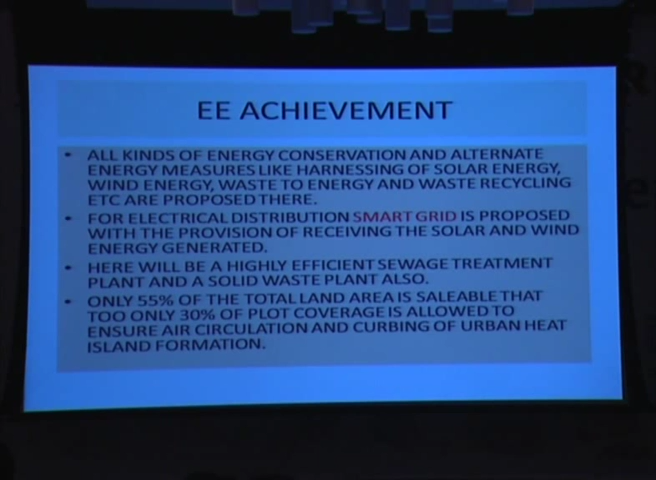 EE ACHIEVEMENT
• ALL KINDS OF ENERGY CONSERVATION AND ALTERNATE
ENERGY MEASURES LIKE HARNESSING OF SOLAR ENERGY,
WIND ENERGY, WASTE TO ENERGY AND WASTE RECYCLING
ETC ARE PROPOSED THERE.
• FOR ELECTRICAL DISTRIBUTION SMART GRID IS PROPOSED
WITH THE PROVISION OF RECEIVING THE SOLAR AND WIND
ENERGY GENERATED.
• HERE WILL BE A HIGHLY EFFICIENT SEWAGE TREATMENT
PLANT AND A SOLID WASTE PLANT ALSO.
• ONLY 55% OF THE TOTAL LAND AREA IS SALEABLE THAT
TOO ONLY 30% OF PLOT COVERAGE IS ALLOWED TO
ENSURE AIR CIRCULATION AND CURBING OF URBAN HEAT
ISLAND FORMATION.